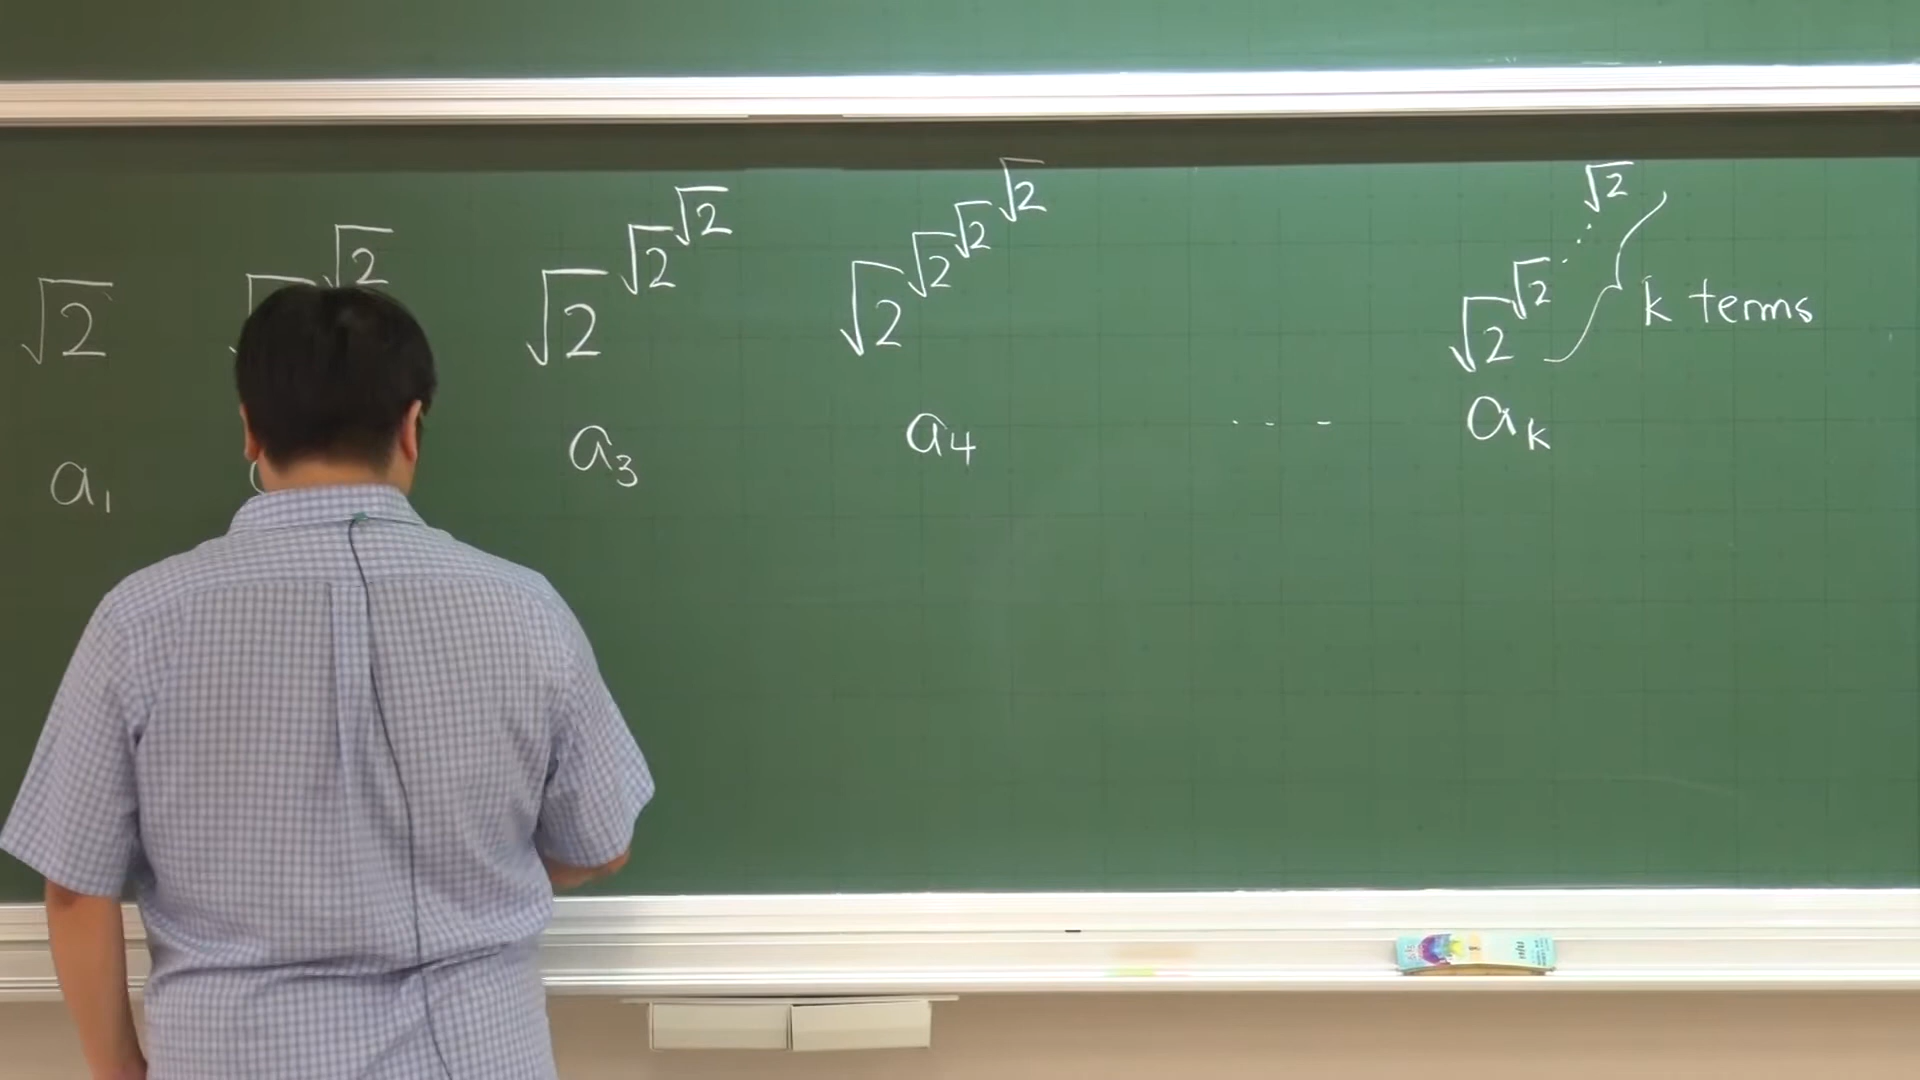 √2 √2^√2 √2^√2^√2 √2^√2^√2^√2 √2^√2^⋰^√2 k terms
a₁ a₃ a₄ ---- aₖ